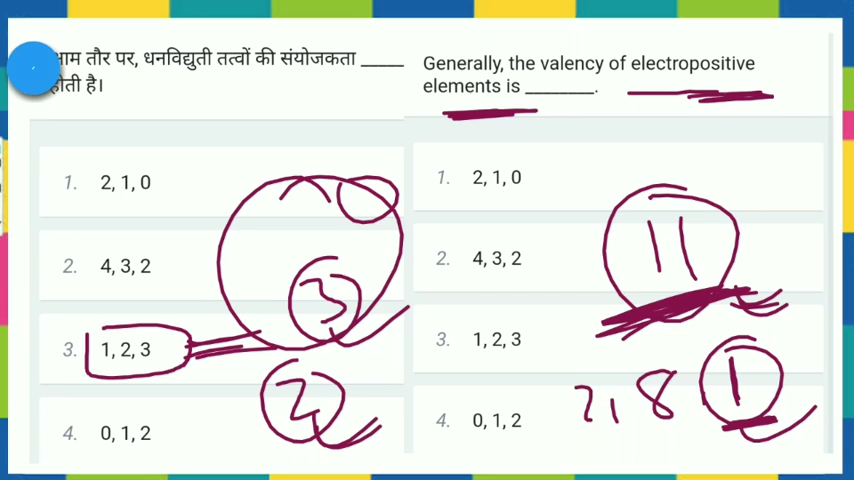 आम तौर पर, धनविद्युती तत्वों की संयोजकता _____
होती है।
1. 2, 1, 0
2. 4, 3, 2
3. 1, 2, 3
4. 0, 1, 2
3
2
Generally, the valency of electropositive
elements is _______.
1. 2, 1, 0
2. 4, 3, 2
3. 1, 2, 3
4. 0, 1, 2
11
2, 8 1